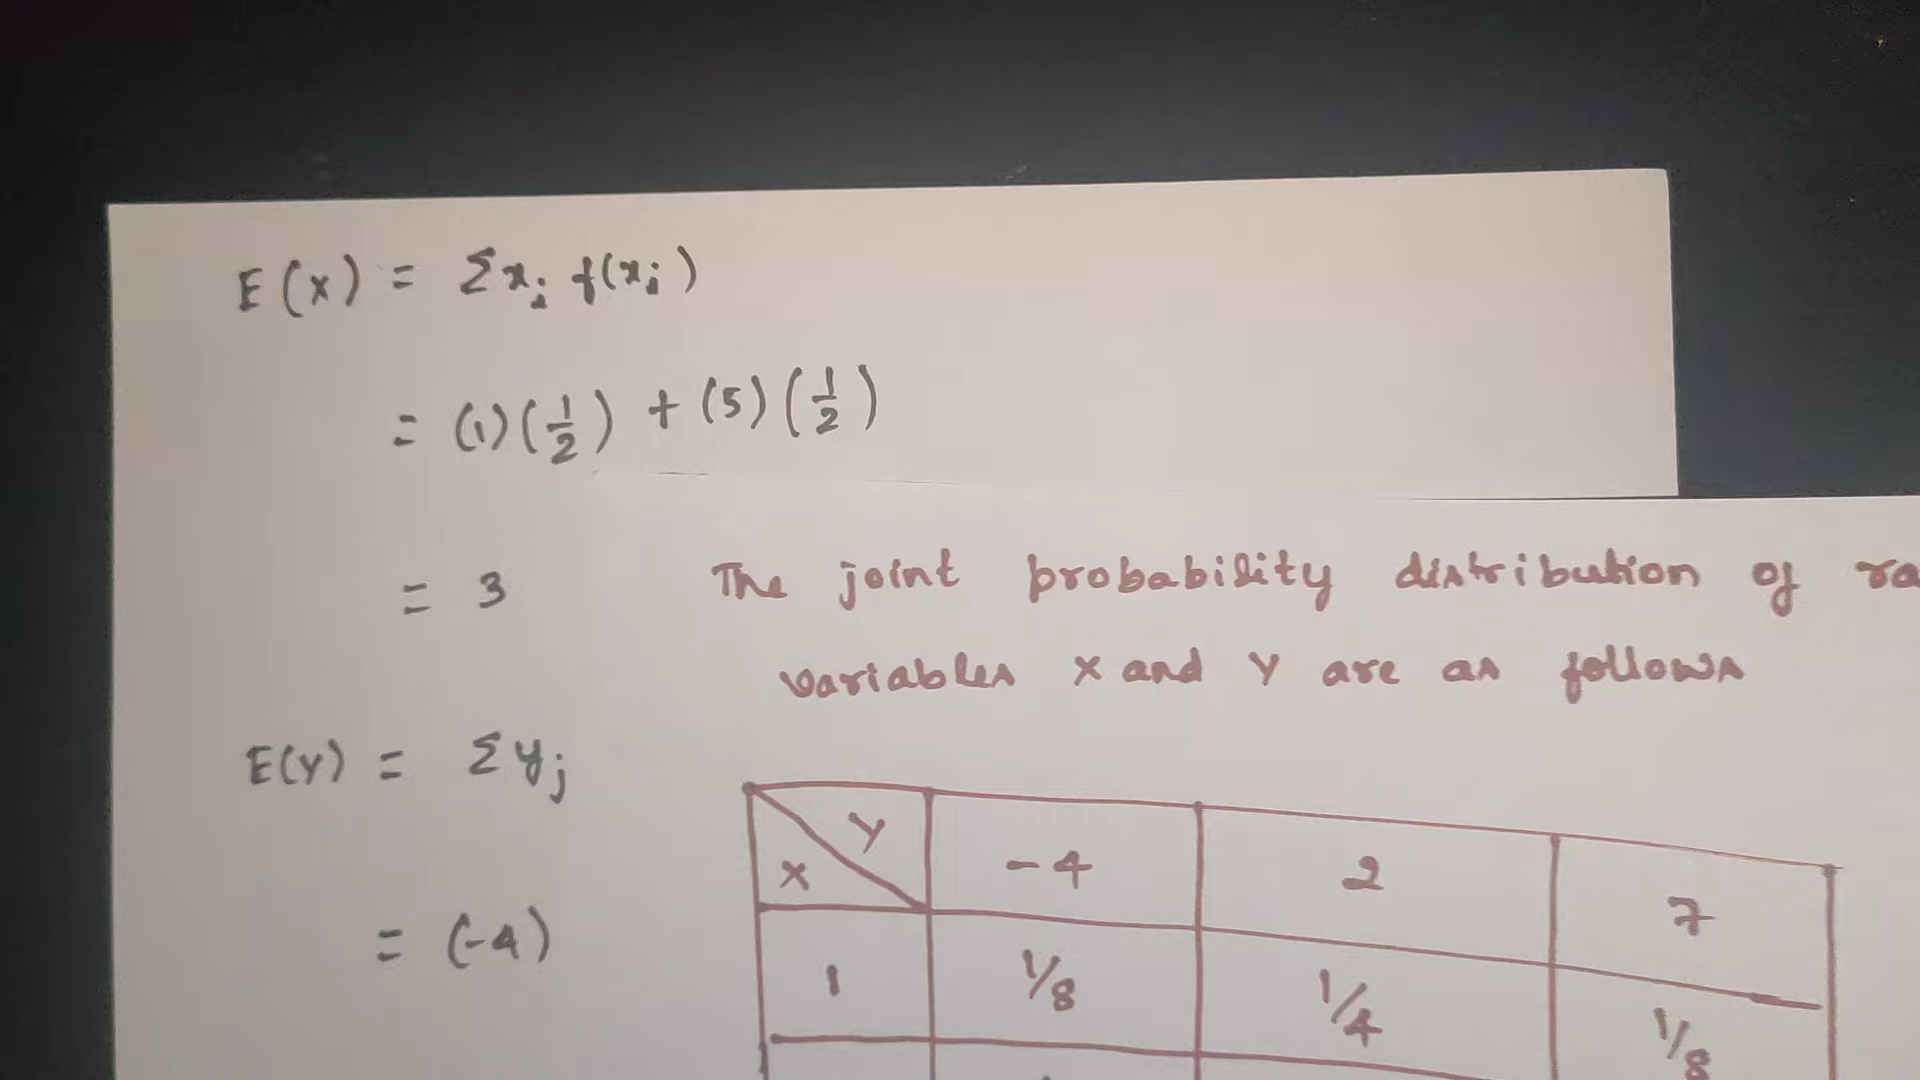 E(X) = Σxᵢ f(xᵢ)
= (1)(1/2) + (5)(1/2)
= 3
E(Y) = Σyⱼ
= (-4)
The joint probability distribution of
variables X and Y are as follows
Y
X
-4 2 7
1 1/8 1/4 1/8